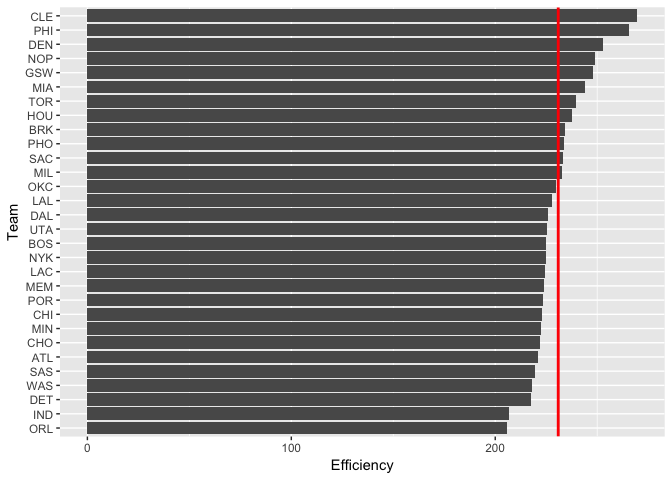 CLE
PHI
DEN
NOP
GSW
MIA
TOR
HOU
BRK
PHO
SAC
MIL
OKC
LAL
DAL
UTA
BOS
NYK
LAC
MEM
POR
CHI
MIN
CHO
ATL
SAS
WAS
DET
IND
ORL
Team
0 100 200
Efficiency